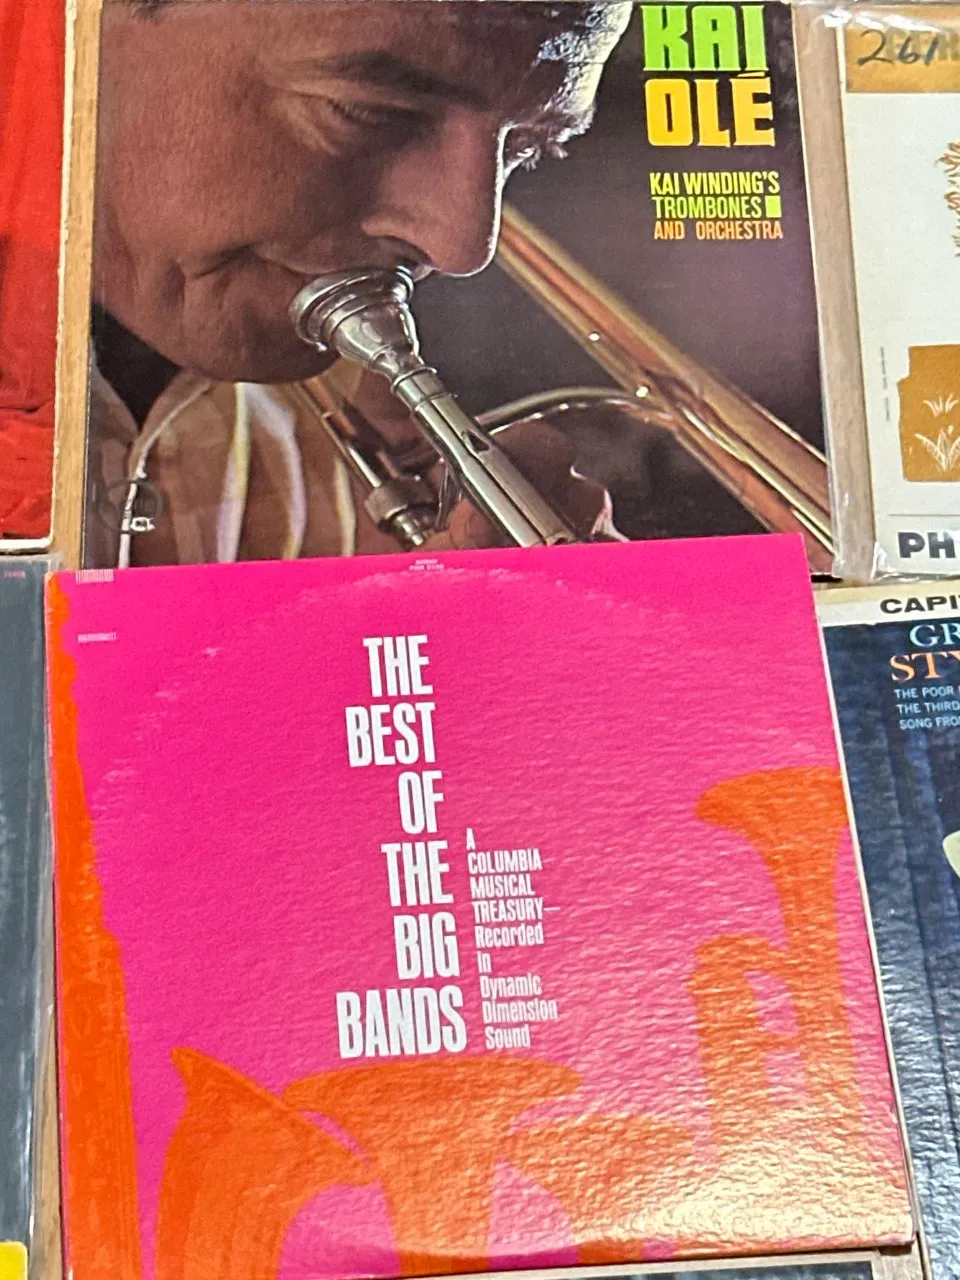 KAI
OLÉ
KAI WINDING'S
TROMBONES
AND ORCHESTRA
261
PH
CAPI
GR
STY
THE POOR
THE THIRD
SONG FROM
THE
BEST
OF
THE
BIG
BANDS
A
COLUMBIA
MUSICAL
TREASURY—
Recorded
In
Dynamic
Dimension
Sound